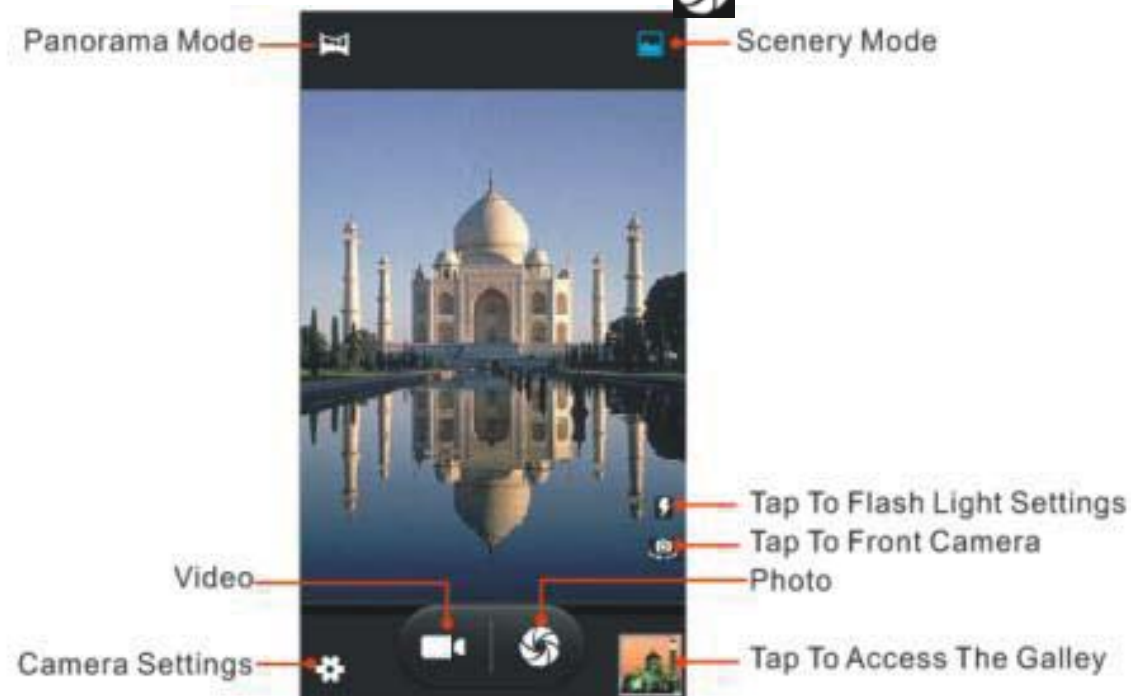 Panorama Mode
Scenery Mode
Tap To Flash Light Settings
Tap To Front Camera
Video
Photo
Camera Settings
Tap To Access The Galley